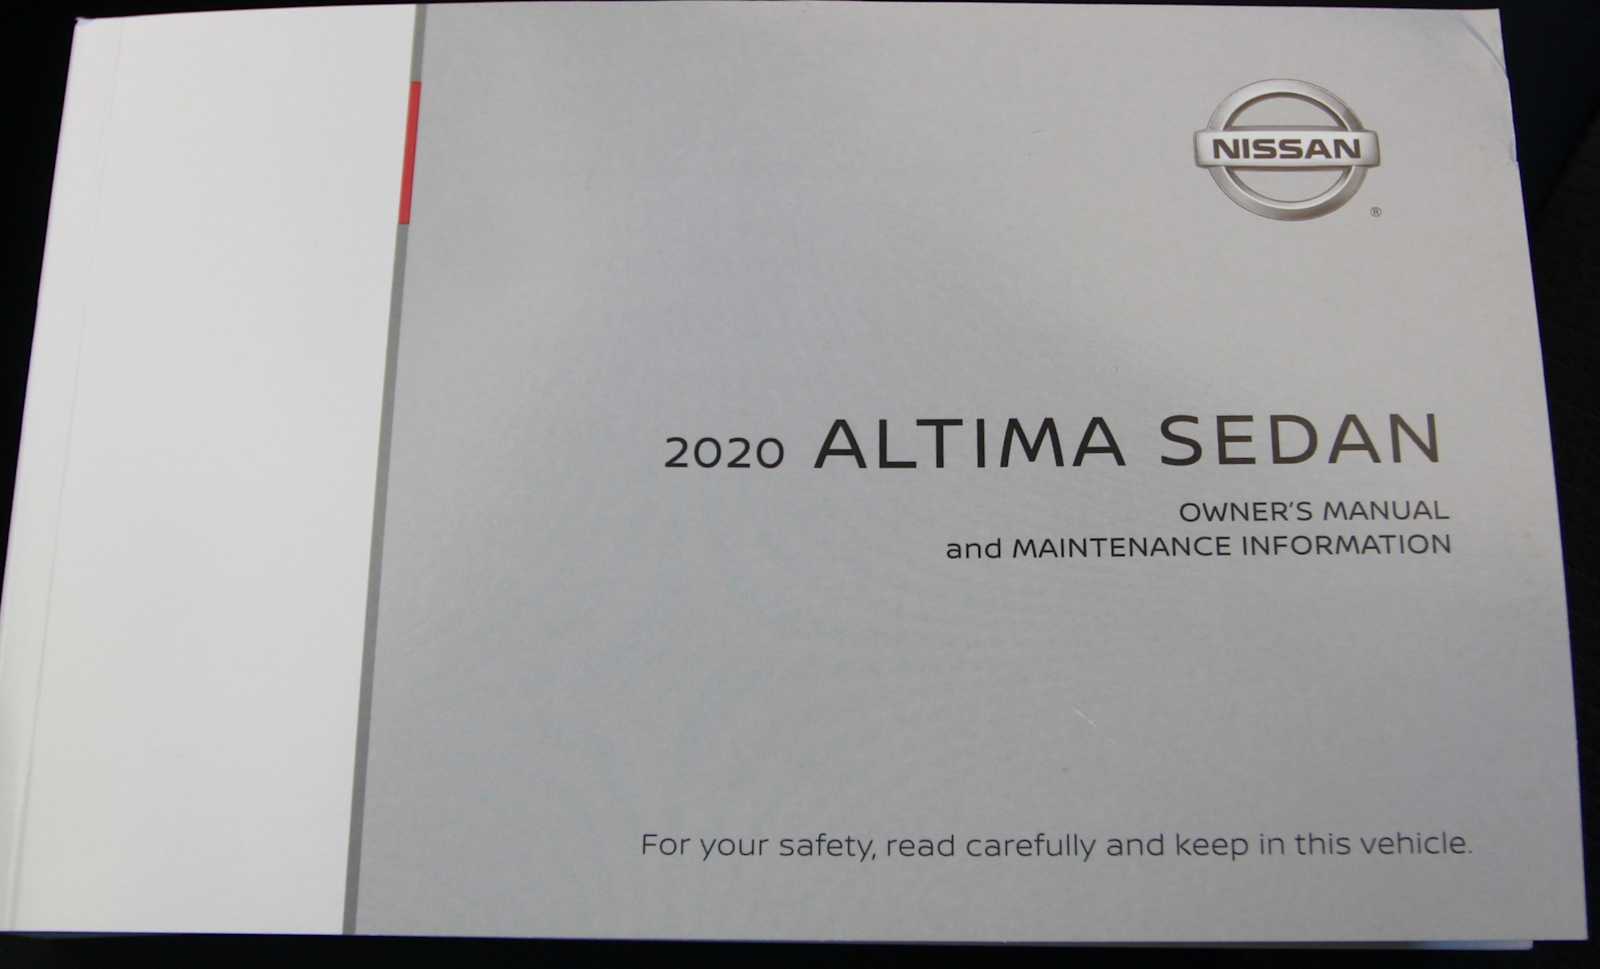 NISSAN
®
2020 ALTIMA SEDAN
OWNER'S MANUAL
and MAINTENANCE INFORMATION
For your safety, read carefully and keep in this vehicle.